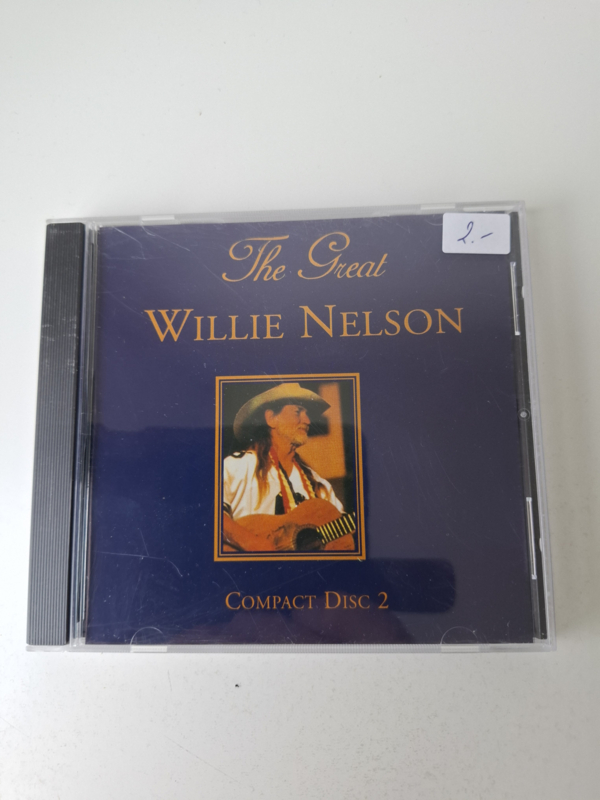 2.-
The Great
WILLIE NELSON
COMPACT DISC 2